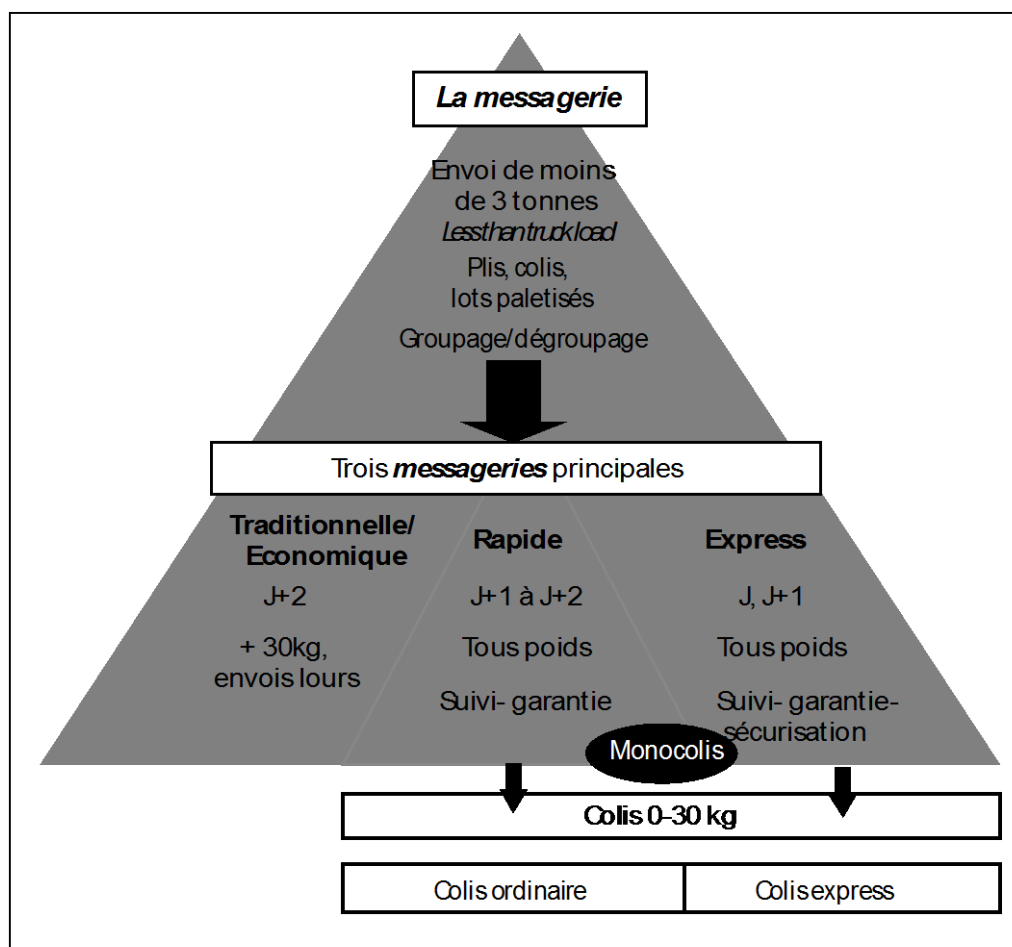 La messagerie
Envoi de moins
de 3 tonnes
Lessthantruckload
Plis, colis,
lots paletisés
Groupage/dégroupage
Trois messageries principales
Traditionnelle/
Economique
J+2
+ 30kg,
envois lours
Rapide
J+1 à J+2
Tous poids
Suivi- garantie
Express
J, J+1
Tous poids
Suivi- garantie-
sécurisation
Monocolis
Colis 0-30 kg
Colis ordinaire
Colis express